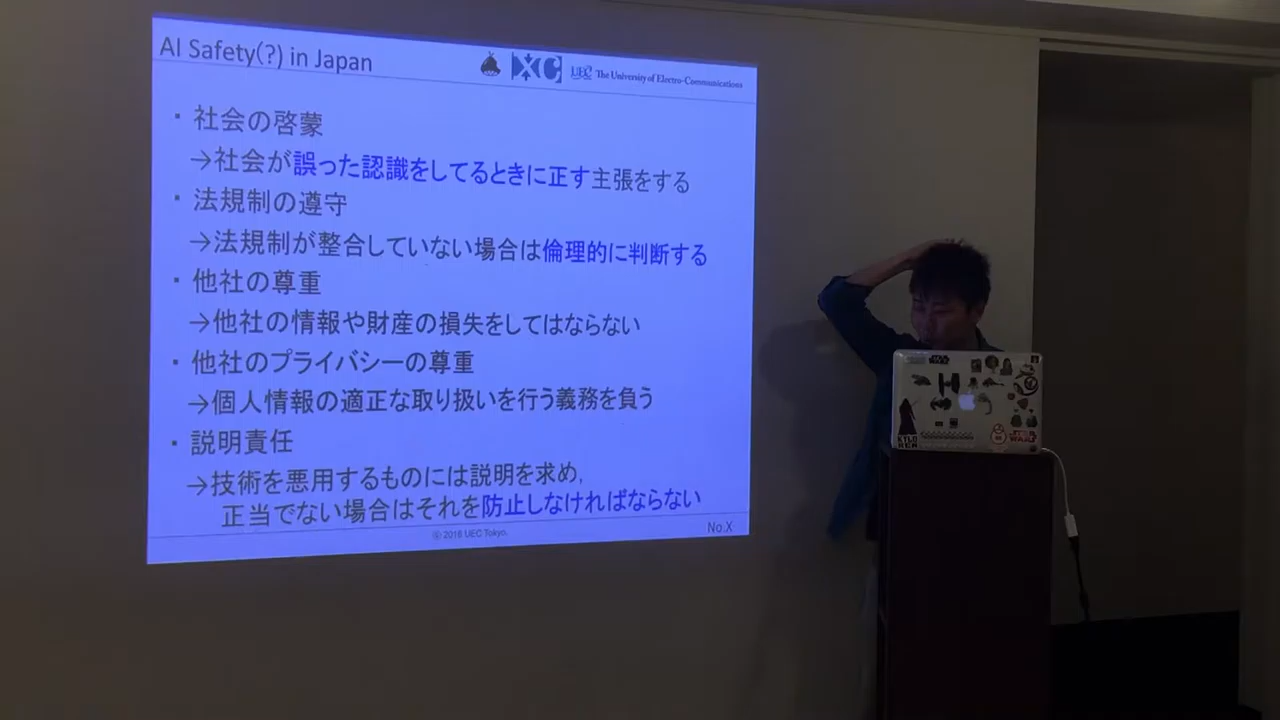 AI Safety(?) in Japan
UEC The University of Electro-Communications
・社会の啓蒙
→社会が誤った認識をしてるときに正す主張をする
・法規制の遵守
→法規制が整合していない場合は倫理的に判断する
・他社の尊重
→他社の情報や財産の損失をしてはならない
・他社のプライバシーの尊重
→個人情報の適正な取り扱いを行う義務を負う
・説明責任
→技術を悪用するものには説明を求め,
正当でない場合はそれを防止しなければならない
© 2016 UEC Tokyo.
No.X
STAR WARS
KYLO REN
STAR WARS